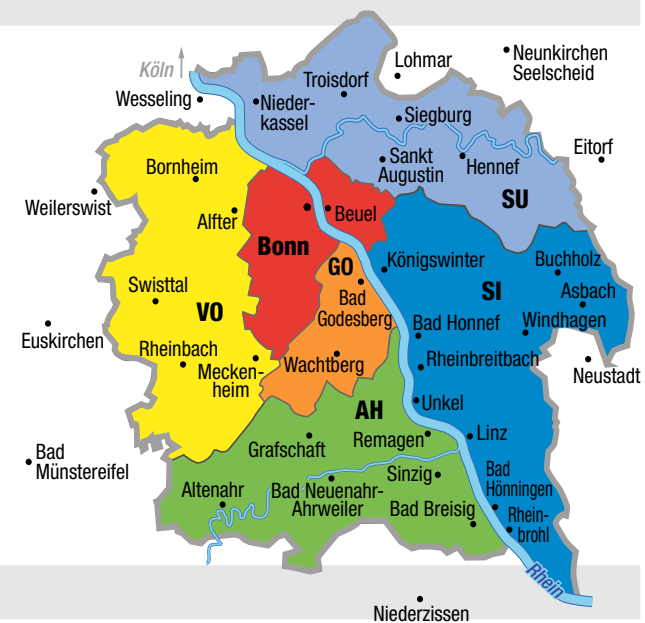 Köln
Lohmar
Neunkirchen
Seelscheid
Troisdorf
Wesseling
Nieder-
kassel
Siegburg
Eitorf
Sankt
Augustin
Hennef
Bornheim
SU
Weilerswist
Alfter
Beuel
Bonn
GO
Königswinter
Buchholz
Swisttal
Bad
Godesberg
SI
Asbach
VO
Windhagen
Bad Honnef
Euskirchen
Rheinbach
Wachtberg
Rheinbreitbach
Neustadt
Mecken-
heim
AH
Unkel
Grafschaft
Remagen
Linz
Bad
Münstereifel
Sinzig
Bad
Hönningen
Altenahr
Bad Neuenahr-
Ahrweiler
Bad Breisig
Rhein-
brohl
Rhein
Niederzissen